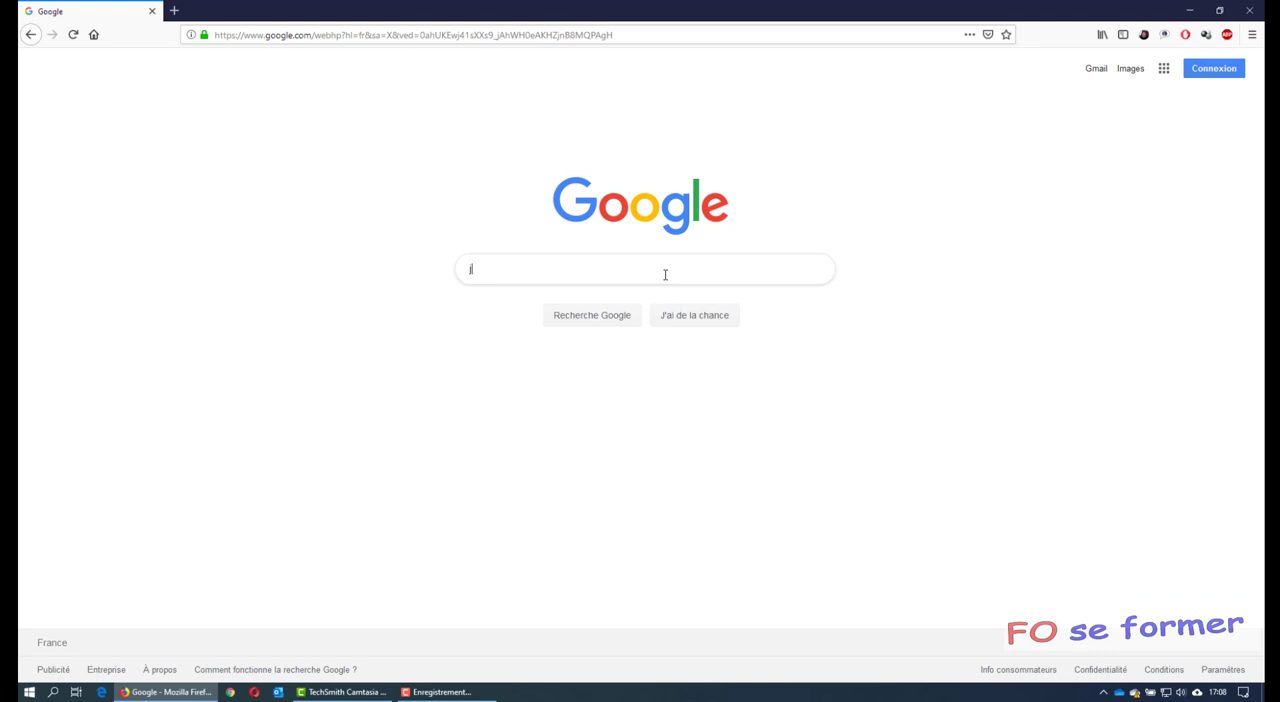 Google
https://www.google.com/webhp?hl=fr&sa=X&ved=0ahUKEwj41sXXs9_jAhWH0eAKHZjnB8MQPAgH
ABP
Gmail Images Connexion
Google
j
Recherche Google J'ai de la chance
FO se former
France
Publicité Entreprise À propos Comment fonctionne la recherche Google ? Info consommateurs Confidentialité Conditions Paramètres
Google - Mozilla Firef... TechSmith Camtasia ... Enregistrement... 17:08